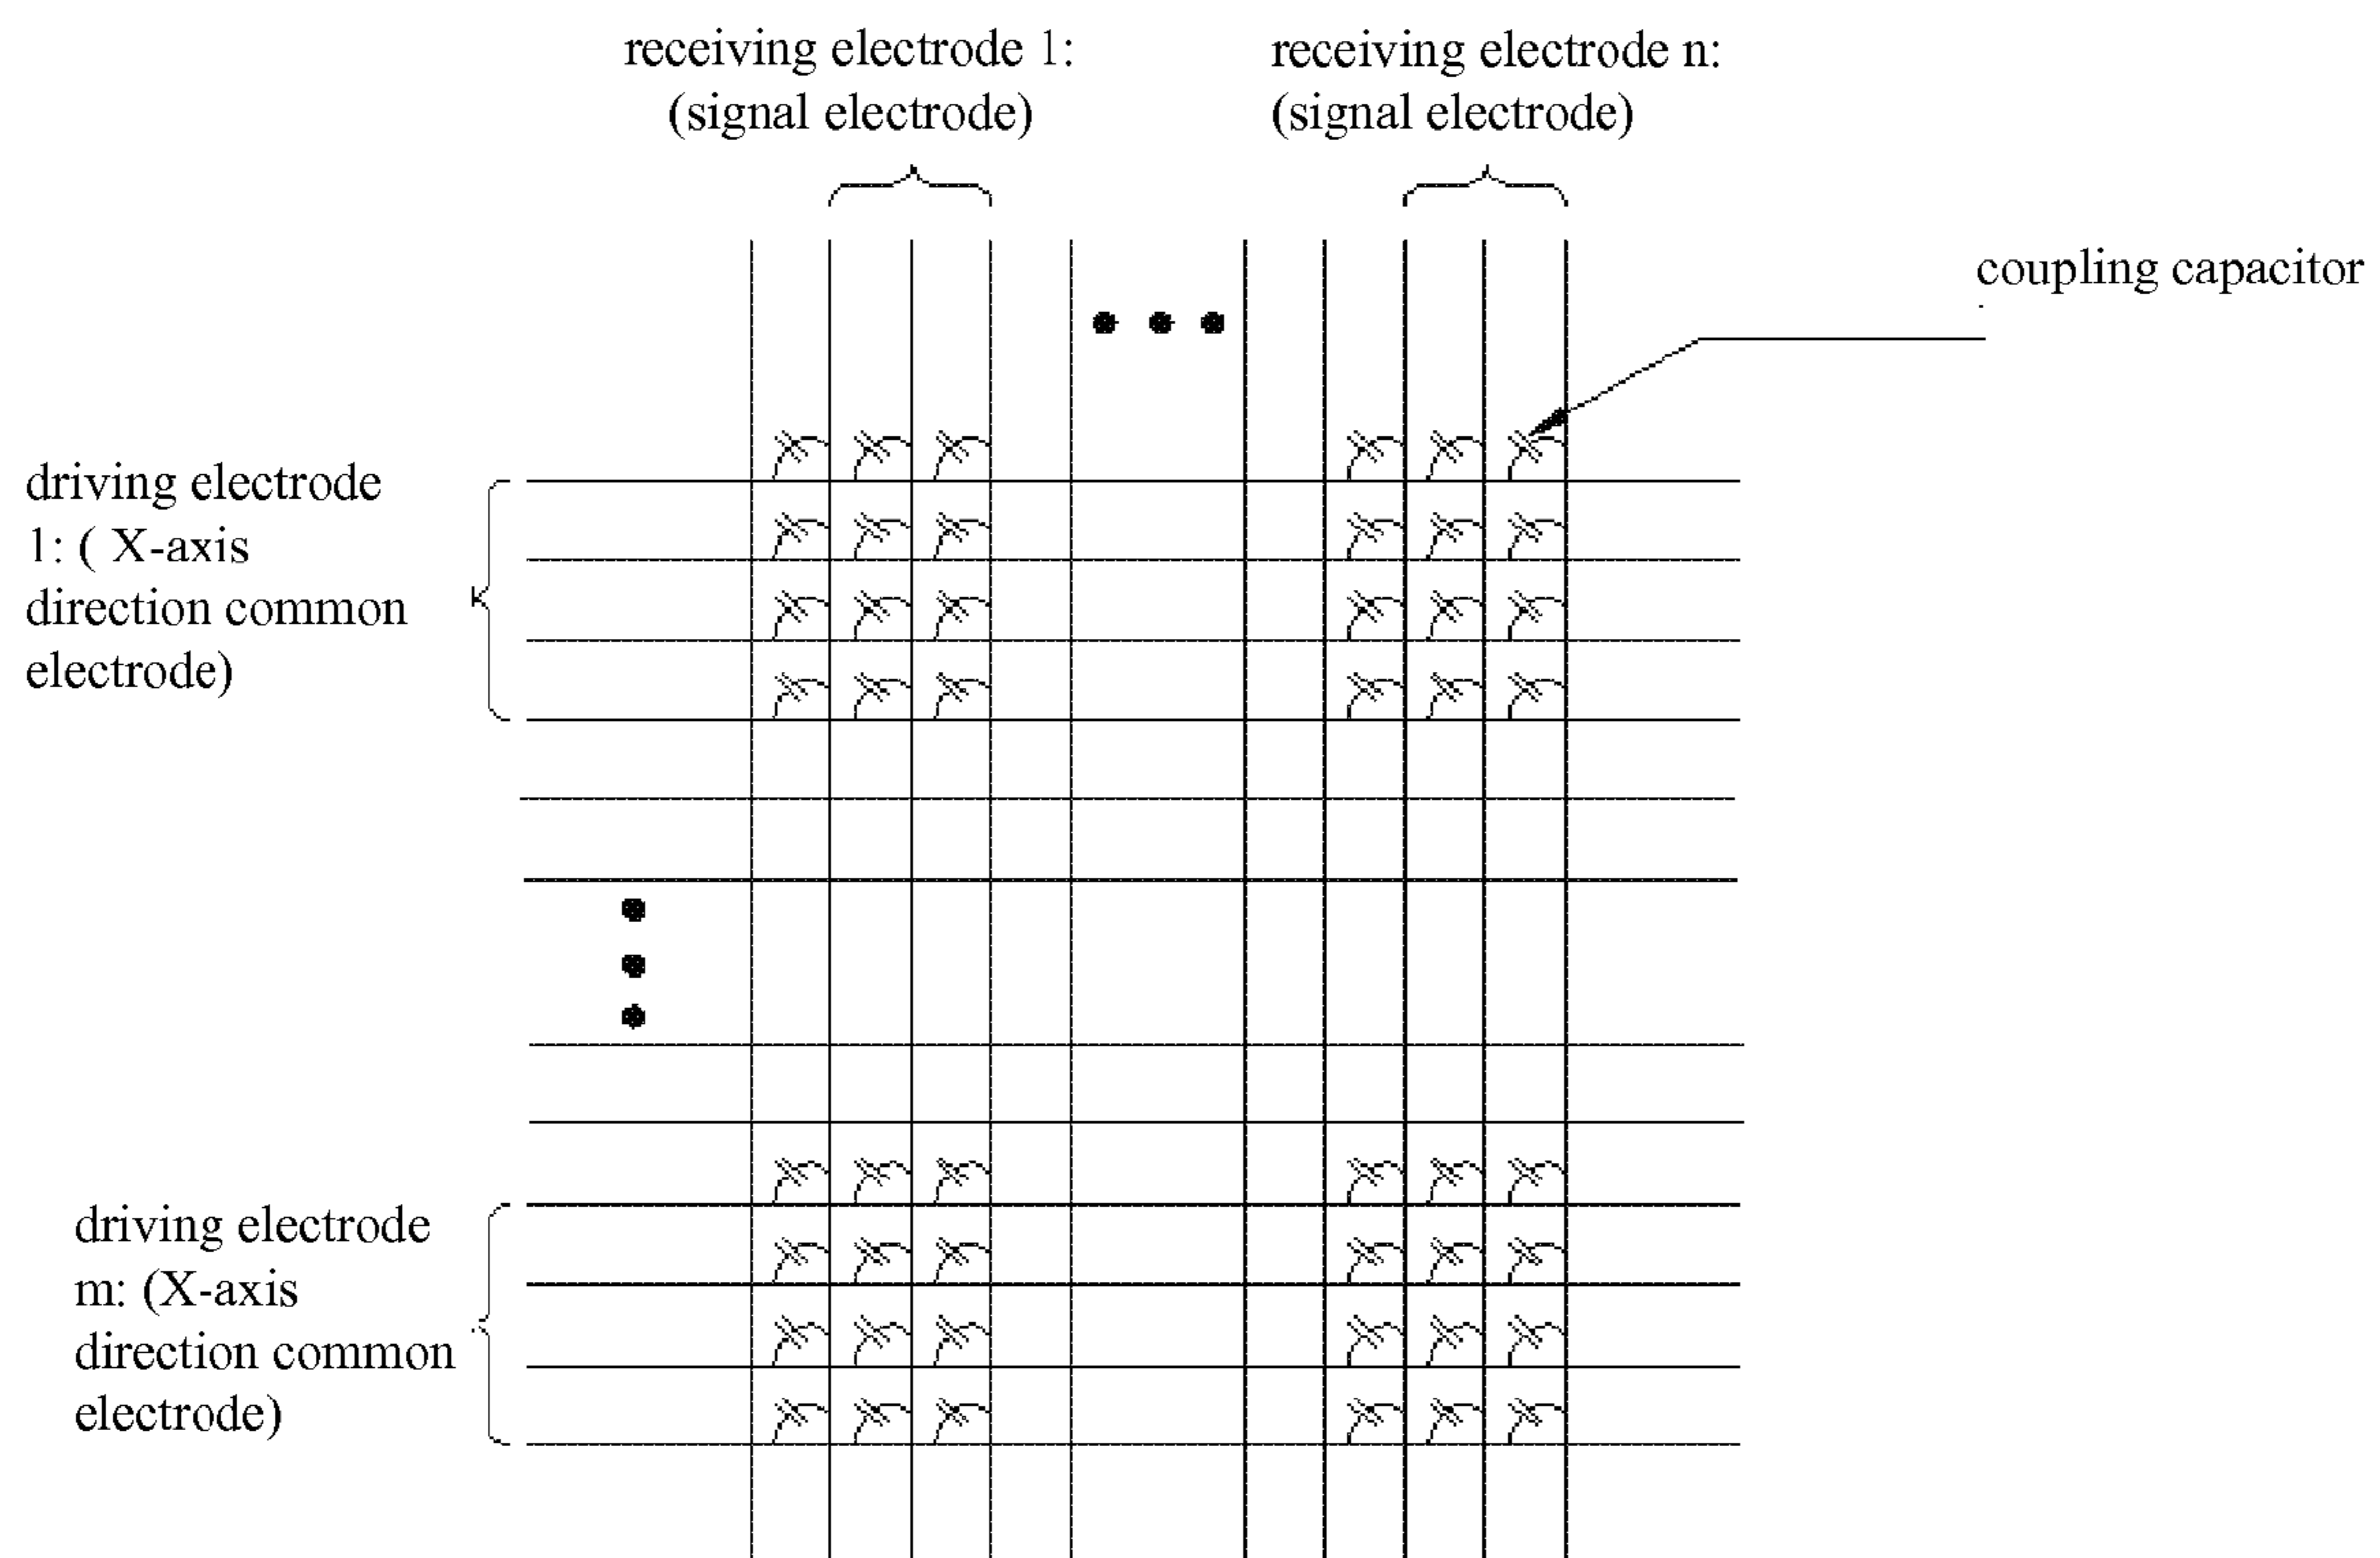 receiving electrode 1:
(signal electrode)
receiving electrode n:
(signal electrode)
coupling capacitor
driving electrode
1: ( X-axis
direction common
electrode)
driving electrode
m: (X-axis
direction common
electrode)